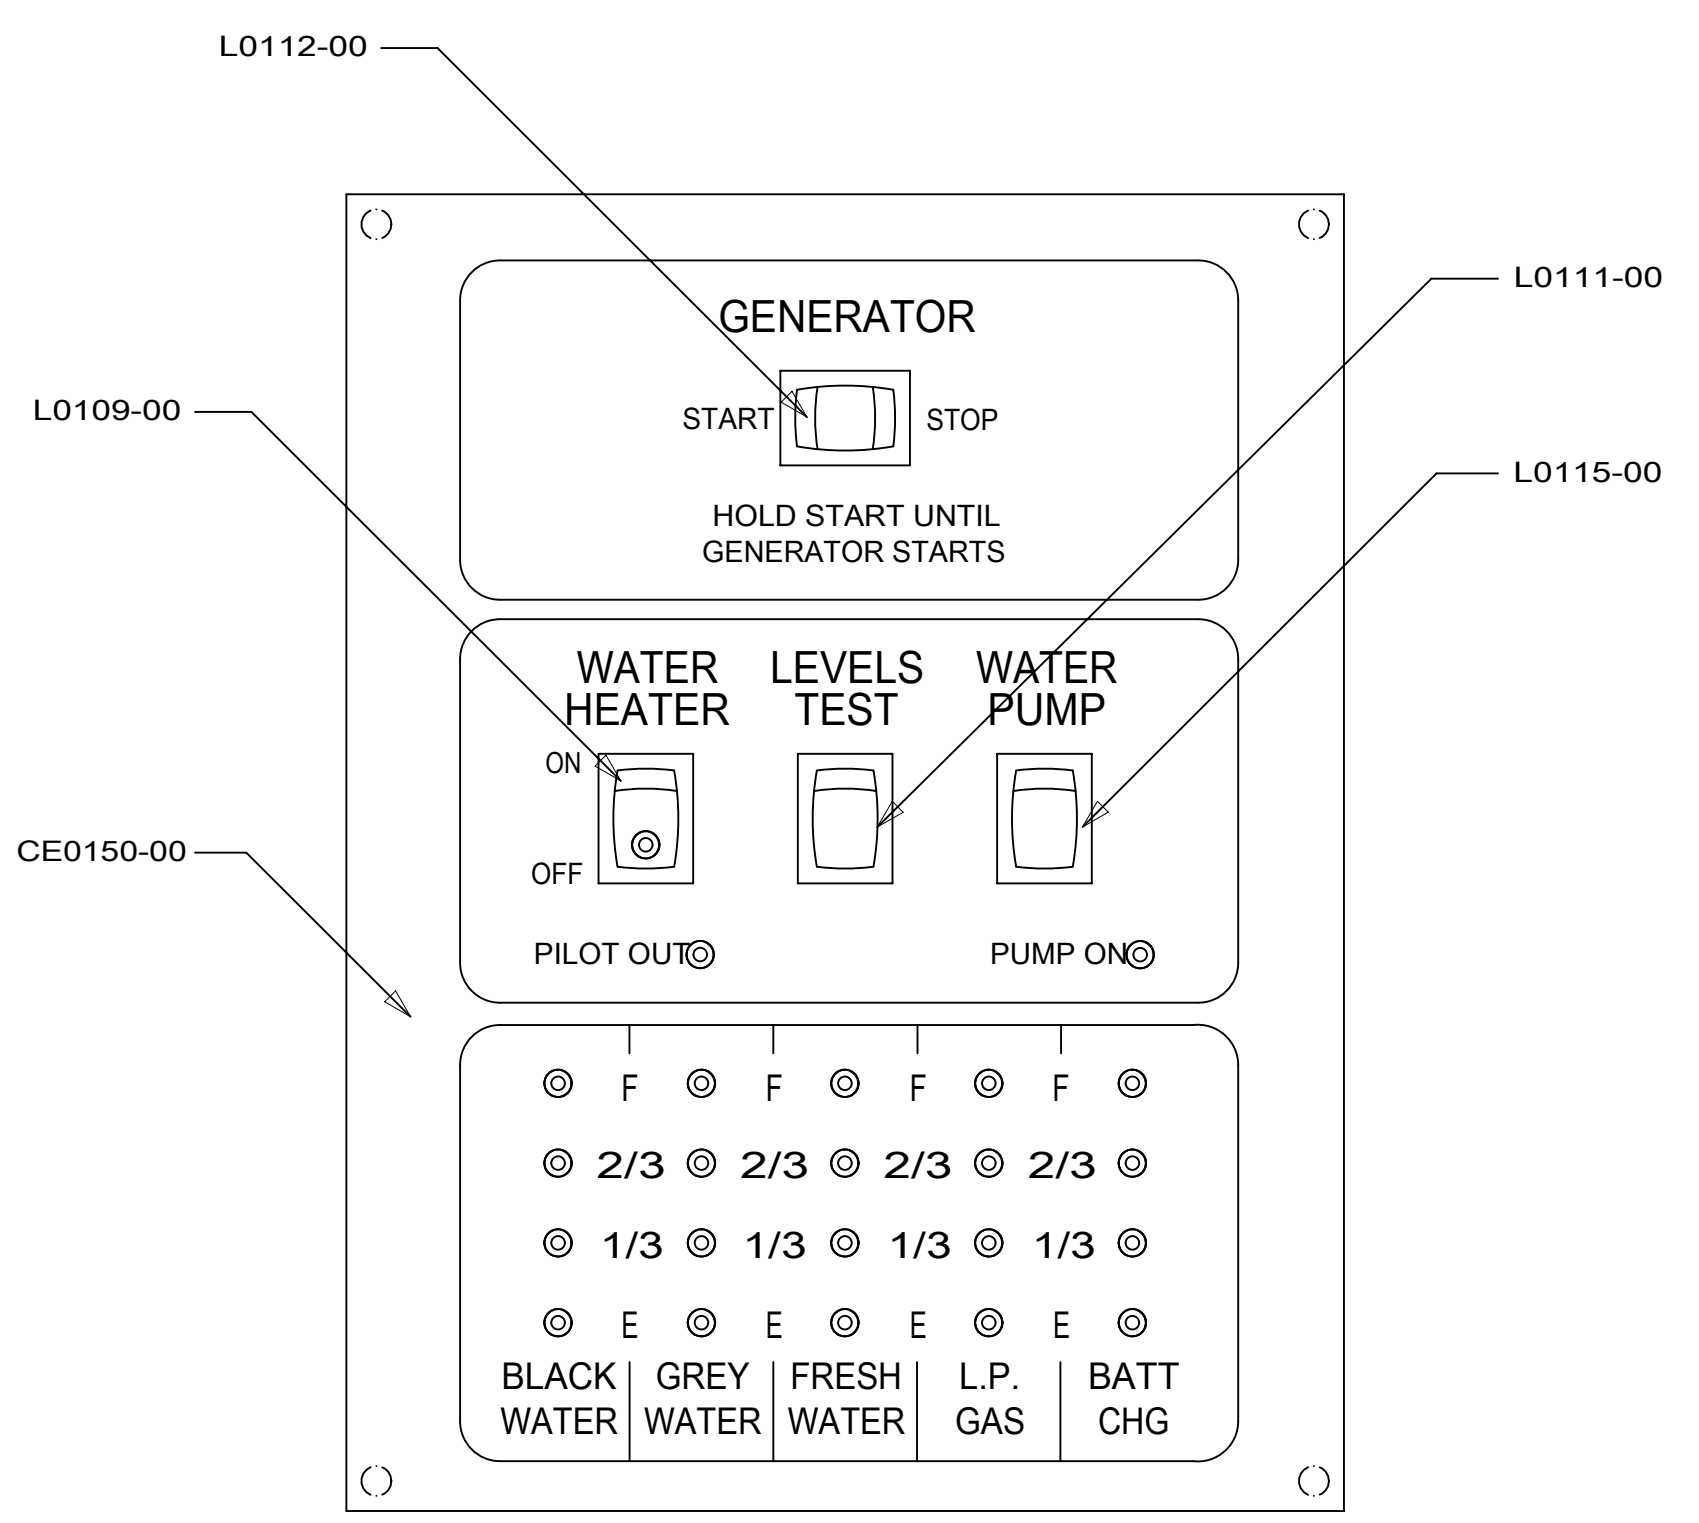 L0112-00
L0111-00
GENERATOR
L0109-00
START STOP
L0115-00
HOLD START UNTIL
GENERATOR STARTS
WATER LEVELS WATER
HEATER TEST PUMP
ON
CE0150-00
OFF
PILOT OUT PUMP ON
F F F F
2/3 2/3 2/3 2/3
1/3 1/3 1/3 1/3
E E E E
BLACK GREY FRESH L.P. BATT
WATER WATER WATER GAS CHG